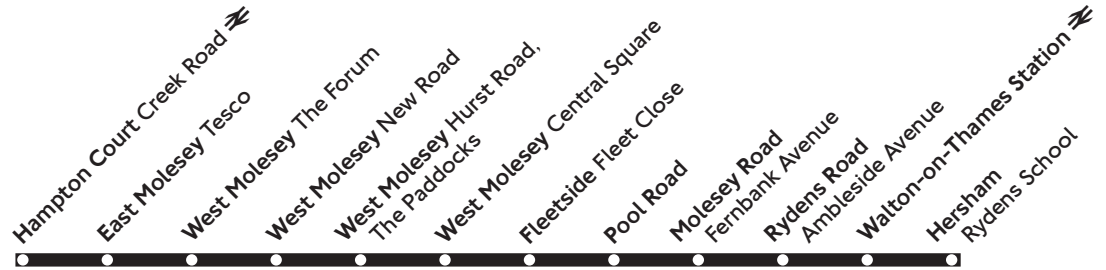 Hampton Court Creek Road
East Molesey Tesco
West Molesey The Forum
West Molesey New Road
West Molesey Hurst Road,
The Paddocks
West Molesey Central Square
Fleetside Fleet Close
Pool Road
Molesey Road
Fernbank Avenue
Rydens Road
Ambleside Avenue
Walton-on-Thames Station
Hersham
Rydens School